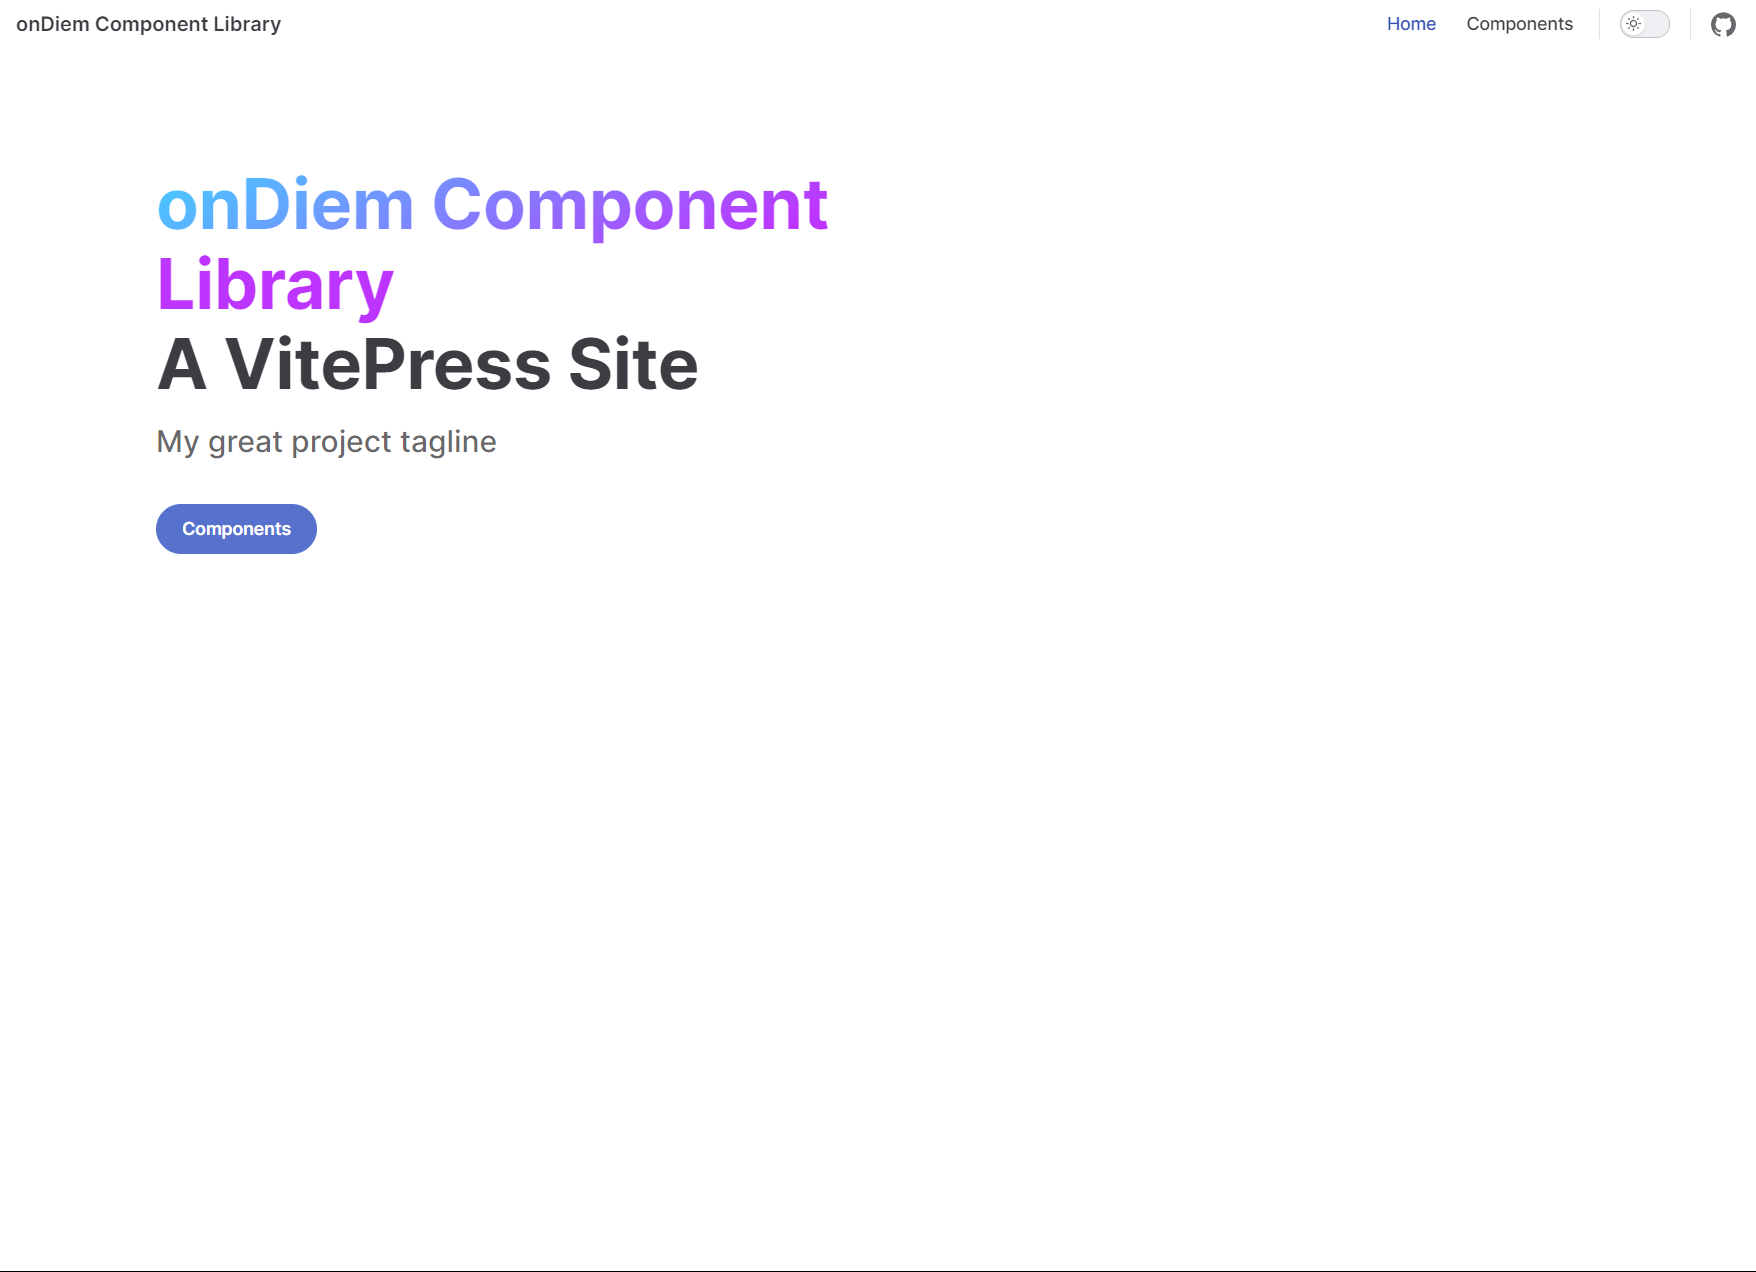 onDiem Component Library
Home
Components
onDiem Component
Library
A VitePress Site
My great project tagline
Components